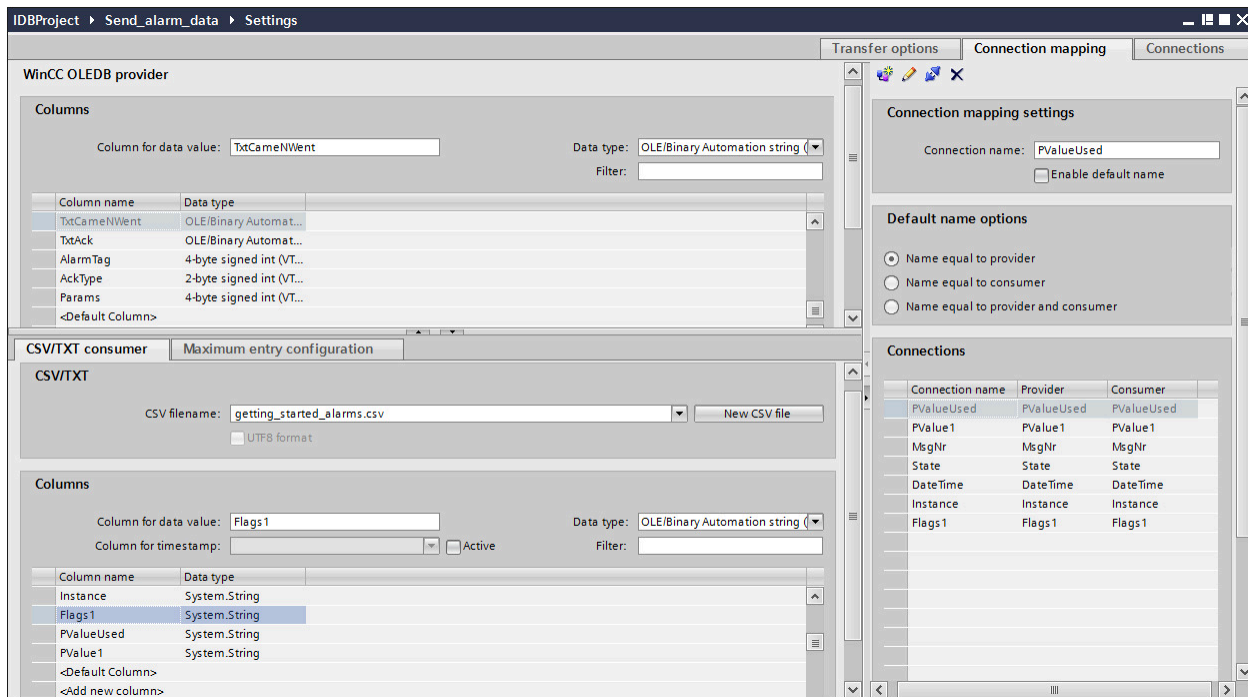 IDBProject Send_alarm_data Settings
Transfer options Connection mapping Connections
WinCC OLEDB provider
Columns
Column for data value: TxtCameNWent Data type: OLE/Binary Automation string (
Filter:
Column name Data type
TxtCameNWent OLE/Binary Automat...
TxtAck OLE/Binary Automat...
AlarmTag 4-byte signed int (VT...
AckType 2-byte signed int (VT...
Params 4-byte signed int (VT...
<Default Column>
CSV/TXT consumer Maximum entry configuration
CSV/TXT
CSV filename: getting_started_alarms.csv New CSV file
UTF8 format
Columns
Column for data value: Flags1 Data type: OLE/Binary Automation string (
Column for timestamp: Active Filter:
Column name Data type
Instance System.String
Flags1 System.String
PValueUsed System.String
PValue1 System.String
<Default Column>
<Add new column>
Connection mapping settings
Connection name: PValueUsed
Enable default name
Default name options
Name equal to provider
Name equal to consumer
Name equal to provider and consumer
Connections
Connection name Provider Consumer
PValueUsed PValueUsed PValueUsed
PValue1 PValue1 PValue1
MsgNr MsgNr MsgNr
State State State
DateTime DateTime DateTime
Instance Instance Instance
Flags1 Flags1 Flags1